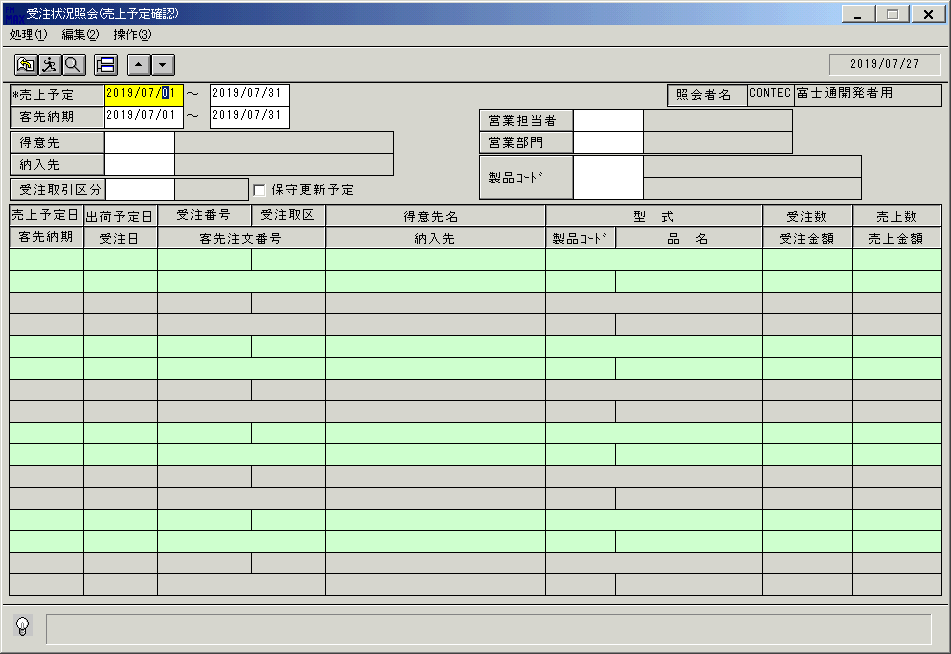 受注状況照会(売上予定確認)
処理(1) 編集(2) 操作(3)
2019/07/27
*売上予定 2019/07/01 ～ 2019/07/31 照会者名 CONTEC 富士通開発者用
客先納期 2019/07/01 ～ 2019/07/31 営業担当者
得意先 営業部門
納入先 製品ｺｰﾄﾞ
受注取引区分 保守更新予定
売上予定日 出荷予定日 受注番号 受注取区 得意先名 型 式 受注数 売上数
客先納期 受注日 客先注文番号 納入先 製品ｺｰﾄﾞ 品 名 受注金額 売上金額